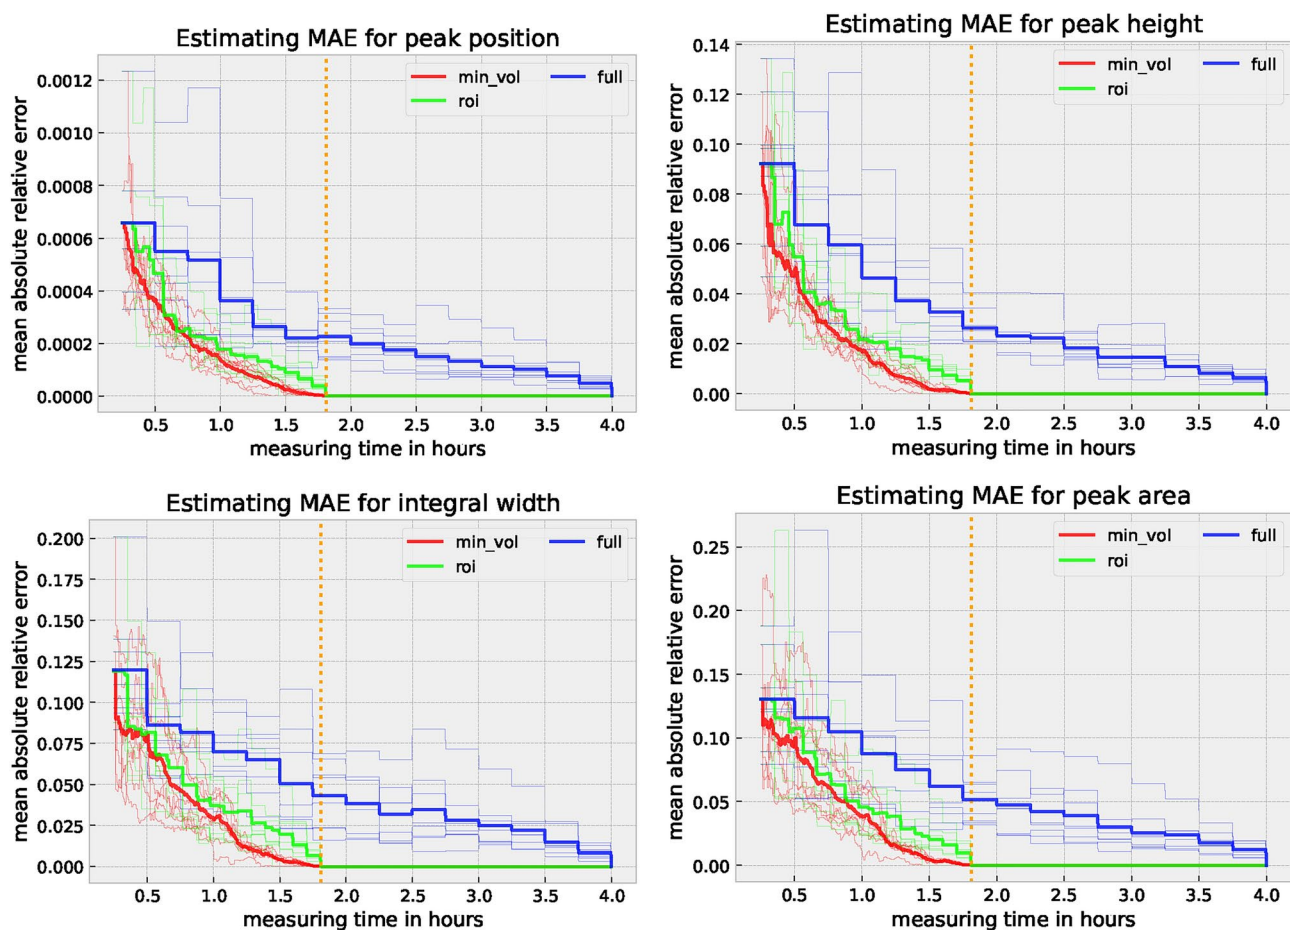 Estimating MAE for peak position
mean absolute relative error
0.0012
0.0010
0.0008
0.0006
0.0004
0.0002
0.0000
min_vol
full
roi
0.5 1.0 1.5 2.0 2.5 3.0 3.5 4.0
measuring time in hours
Estimating MAE for peak height
mean absolute relative error
0.14
0.12
0.10
0.08
0.06
0.04
0.02
0.00
min_vol
full
roi
0.5 1.0 1.5 2.0 2.5 3.0 3.5 4.0
measuring time in hours
Estimating MAE for integral width
mean absolute relative error
0.200
0.175
0.150
0.125
0.100
0.075
0.050
0.025
0.000
min_vol
full
roi
0.5 1.0 1.5 2.0 2.5 3.0 3.5 4.0
measuring time in hours
Estimating MAE for peak area
mean absolute relative error
0.25
0.20
0.15
0.10
0.05
0.00
min_vol
full
roi
0.5 1.0 1.5 2.0 2.5 3.0 3.5 4.0
measuring time in hours